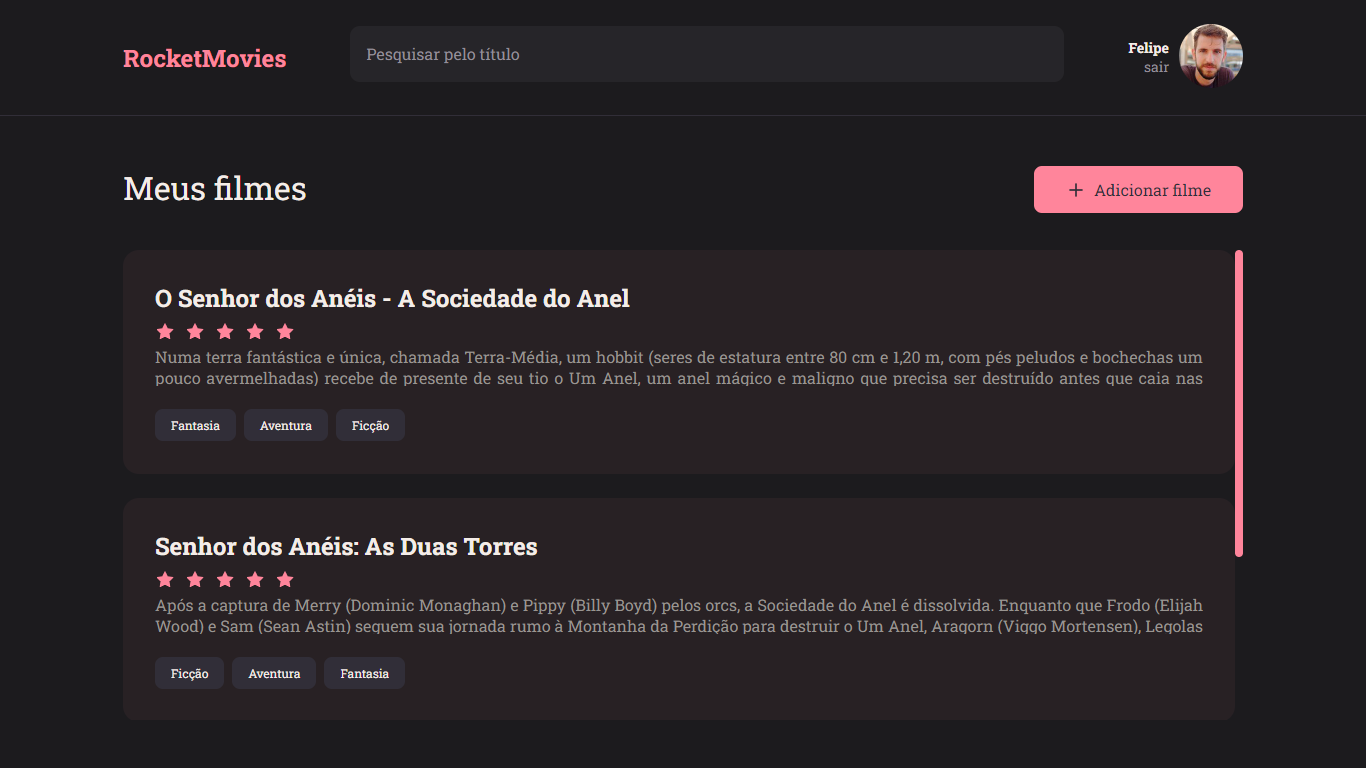 RocketMovies
Pesquisar pelo título
Felipe
sair
Meus filmes
Adicionar filme
O Senhor dos Anéis - A Sociedade do Anel
Numa terra fantástica e única, chamada Terra-Média, um hobbit (seres de estatura entre 80 cm e 1,20 m, com pés peludos e bochechas um
pouco avermelhadas) recebe de presente de seu tio o Um Anel, um anel mágico e maligno que precisa ser destruído antes que caia nas
Fantasia
Aventura
Ficção
Senhor dos Anéis: As Duas Torres
Após a captura de Merry (Dominic Monaghan) e Pippy (Billy Boyd) pelos orcs, a Sociedade do Anel é dissolvida. Enquanto que Frodo (Elijah
Wood) e Sam (Sean Astin) seguem sua jornada rumo à Montanha da Perdição para destruir o Um Anel, Aragorn (Viggo Mortensen), Legolas
Ficção
Aventura
Fantasia